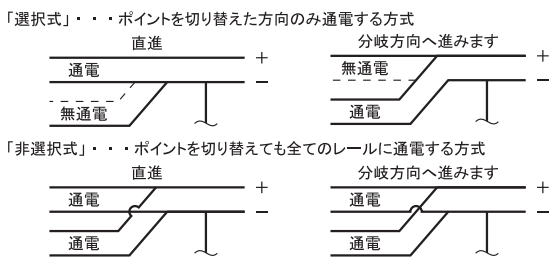 「選択式」・・・ポイントを切り替えた方向のみ通電する方式
直進
通電
無通電
+
−
分岐方向へ進みます
無通電
通電
+
−
「非選択式」・・・ポイントを切り替えても全てのレールに通電する方式
直進
通電
通電
+
−
分岐方向へ進みます
通電
通電
+
−